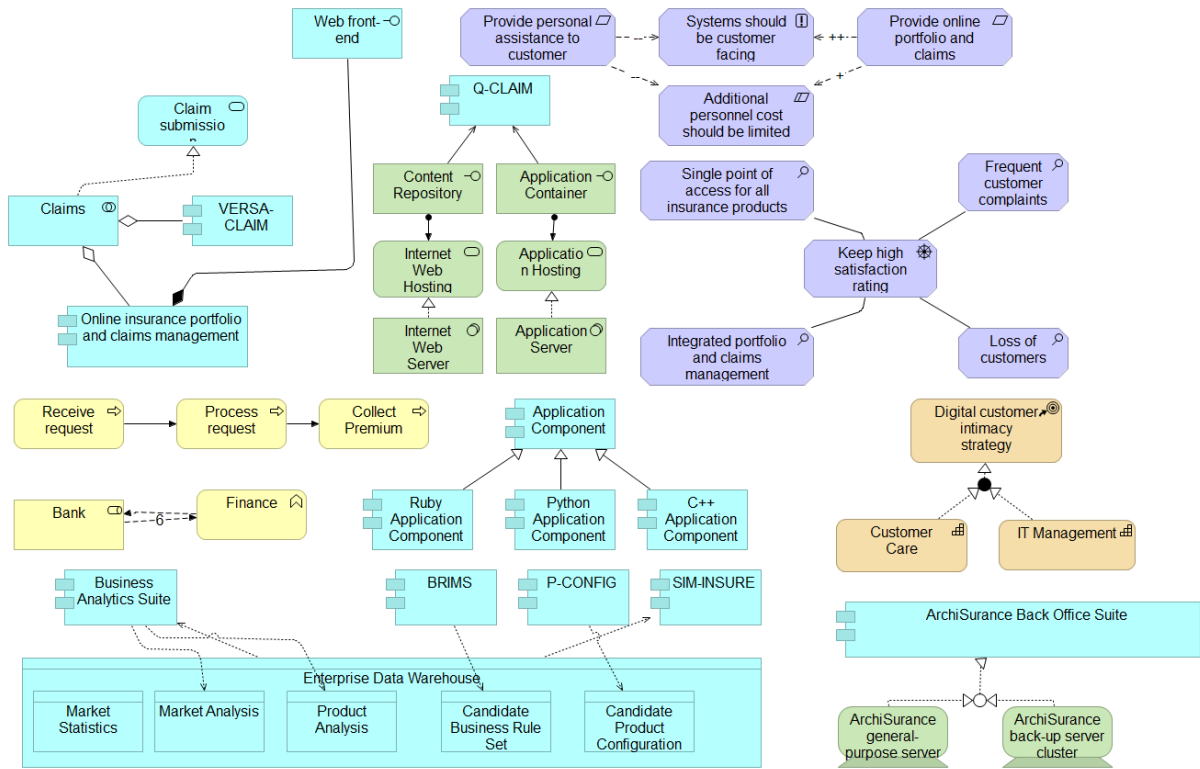 Web front-
end
Provide personal
assistance to
customer
--
Systems should
be customer
facing
++
Provide online
portfolio and
claims
--
+
Additional
personnel cost
should be limited
Q-CLAIM
Claim
submissio
n
Claims
VERSA-
CLAIM
Content
Repository
Application
Container
Internet
Web
Hosting
Applicatio
n Hosting
Internet
Web
Server
Application
Server
Online insurance portfolio
and claims management
Single point of
access for all
insurance products
Frequent
customer
complaints
Keep high
satisfaction
rating
Integrated portfolio
and claims
management
Loss of
customers
Receive
request
Process
request
Collect
Premium
Application
Component
Digital customer
intimacy
strategy
Bank
6
Finance
Ruby
Application
Component
Python
Application
Component
C++
Application
Component
Customer
Care
IT Management
Business
Analytics Suite
BRIMS
P-CONFIG
SIM-INSURE
ArchiSurance Back Office Suite
Enterprise Data Warehouse
Market
Statistics
Market Analysis
Product
Analysis
Candidate
Business Rule
Set
Candidate
Product
Configuration
ArchiSurance
general-
purpose server
ArchiSurance
back-up server
cluster